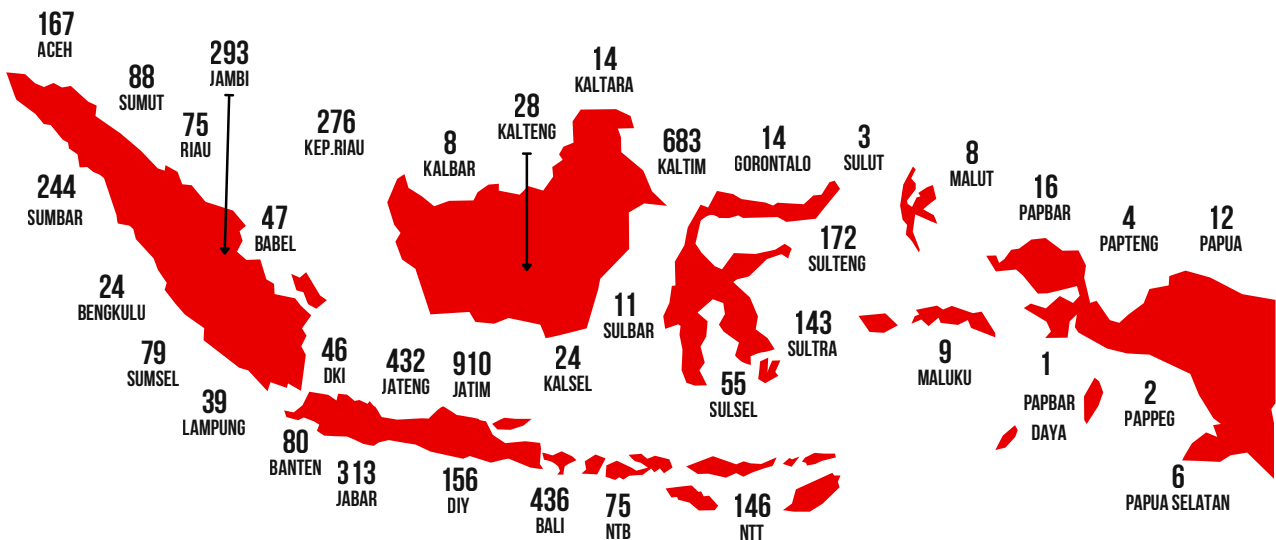 167
ACEH
88
SUMUT
293
JAMBI
75
RIAU
276
KEP.RIAU
8
KALBAR
28
KALTENG
14
KALTARA
683
KALTIM
14
GORONTALO
3
SULUT
8
MALUT
16
PAPBAR
4
PAPTENG
12
PAPUA
244
SUMBAR
47
BABEL
172
SULTENG
24
BENGKULU
11
SULBAR
143
SULTRA
79
SUMSEL
46
DKI
432
JATENG
910
JATIM
24
KALSEL
55
SULSEL
9
MALUKU
1
PAPBAR
DAYA
2
PAPPEG
39
LAMPUNG
80
BANTEN
313
JABAR
156
DIY
436
BALI
75
NTB
146
NTT
6
PAPUA SELATAN